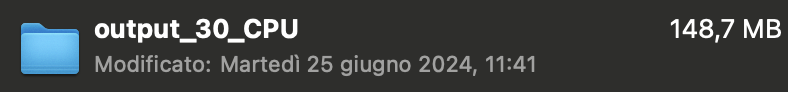 output_30_CPU 148,7 MB
Modificato: Martedì 25 giugno 2024, 11:41